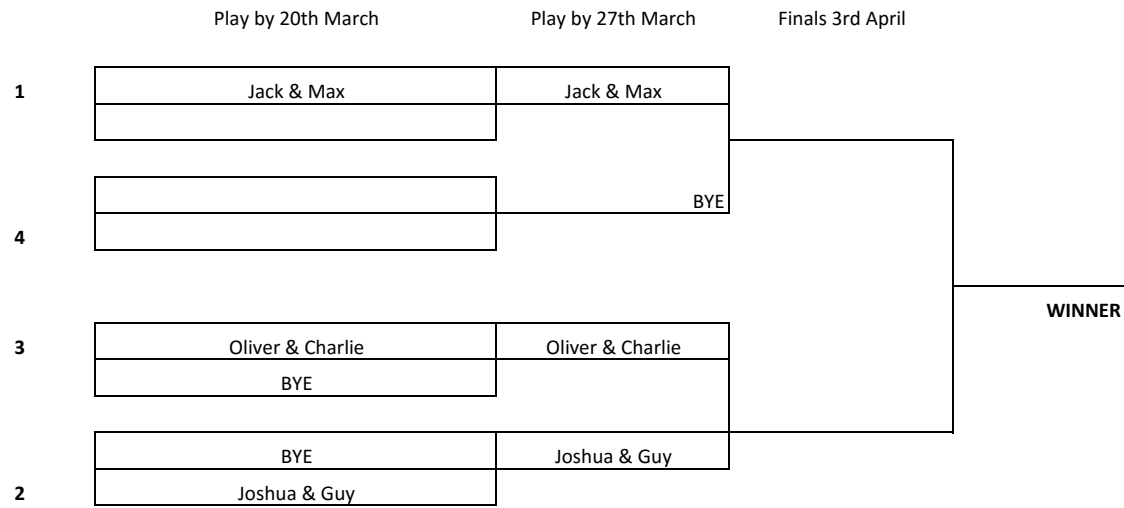 Play by 20th March Play by 27th March Finals 3rd April
1 Jack & Max Jack & Max
BYE
4
WINNER
3 Oliver & Charlie Oliver & Charlie
BYE
BYE Joshua & Guy
2 Joshua & Guy